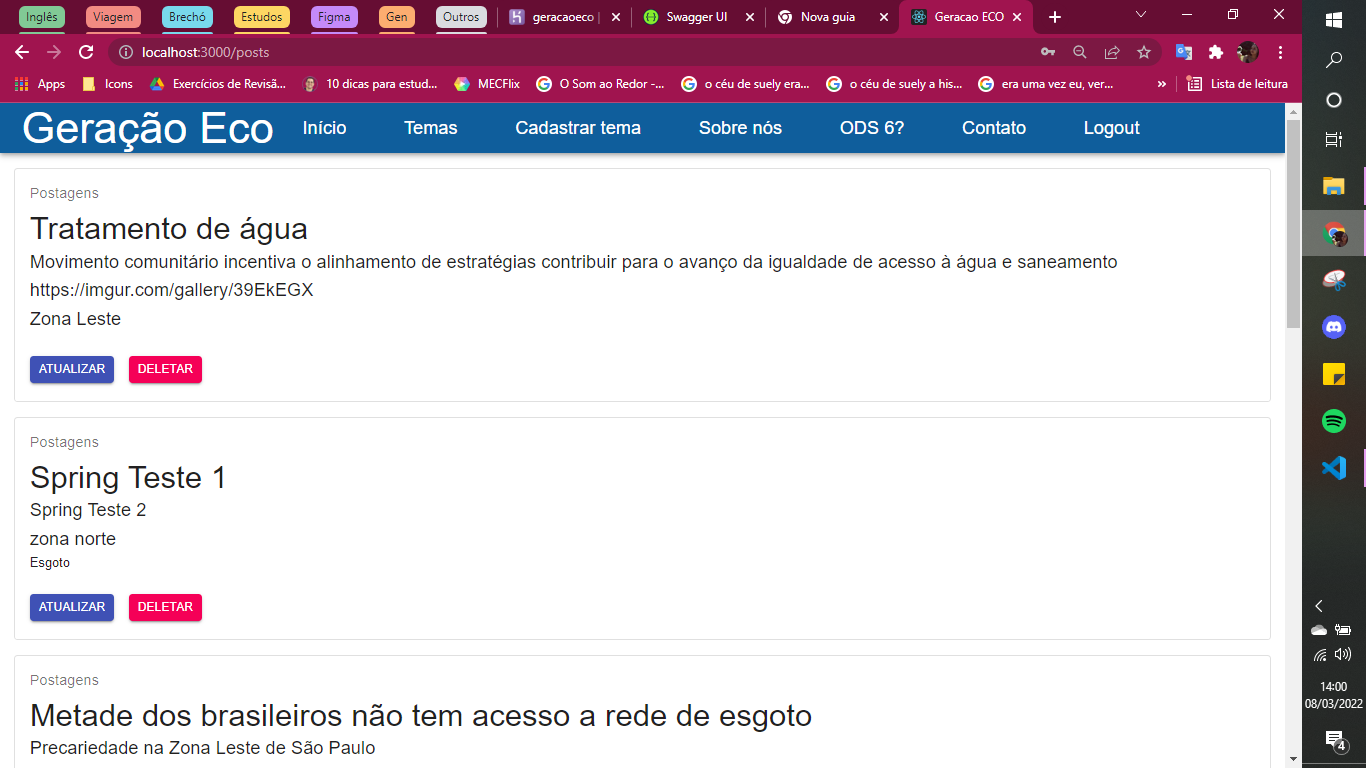 Inglês Viagem Brechó Estudos Figma Gen Outros geracaoeco | Swagger UI Nova guia Geracao ECO
localhost:3000/posts
Apps Icons Exercícios de Revisã... 10 dicas para estud... MECFlix O Som ao Redor -... o céu de suely era... o céu de suely a his... era uma vez eu, ver... » Lista de leitura
Geração Eco Início Temas Cadastrar tema Sobre nós ODS 6? Contato Logout
Postagens
Tratamento de água
Movimento comunitário incentiva o alinhamento de estratégias contribuir para o avanço da igualdade de acesso à água e saneamento
https://imgur.com/gallery/39EkEGX
Zona Leste
ATUALIZAR DELETAR
Postagens
Spring Teste 1
Spring Teste 2
zona norte
Esgoto
ATUALIZAR DELETAR
Postagens
Metade dos brasileiros não tem acesso a rede de esgoto
Precariedade na Zona Leste de São Paulo
14:00
08/03/2022
4